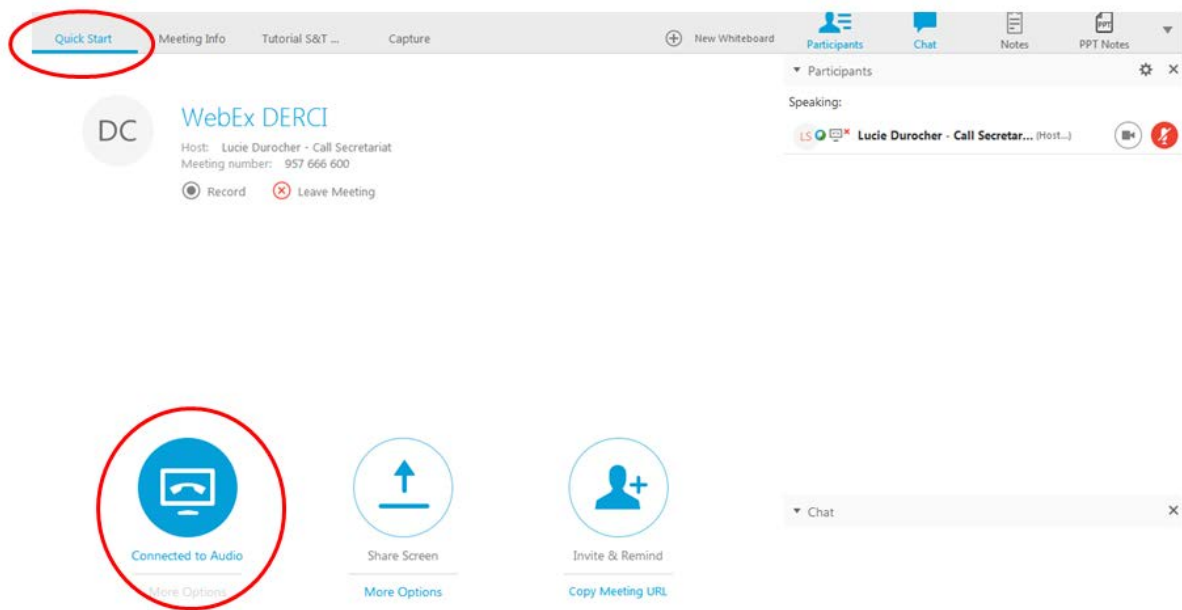 Quick Start Meeting Info Tutorial S&T ... Capture New Whiteboard Participants Chat Notes PPT PPT Notes
Participants
Speaking:
LS Lucie Durocher - Call Secretar... (Host...)
DC
WebEx DERCI
Host: Lucie Durocher - Call Secretariat
Meeting number: 957 666 600
Record Leave Meeting
Connected to Audio Share Screen Invite & Remind
More Options More Options Copy Meeting URL
Chat